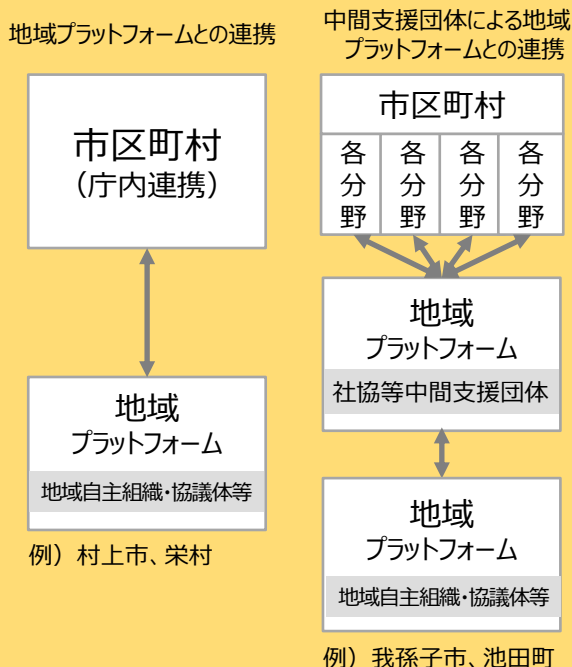 地域プラットフォームとの連携
市区町村
（庁内連携）
地域
プラットフォーム
地域自主組織・協議体等
例）村上市、栄村
中間支援団体による地域
プラットフォームとの連携
市区町村
各分野
各分野
各分野
各分野
地域
プラットフォーム
社協等中間支援団体
地域
プラットフォーム
地域自主組織・協議体等
例）我孫子市、池田町